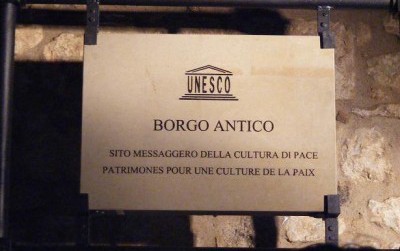 UNESCO
BORGO ANTICO
SITO MESSAGGERO DELLA CULTURA DI PACE
PATRIMONES POUR UNE CULTURE DE LA PAIX